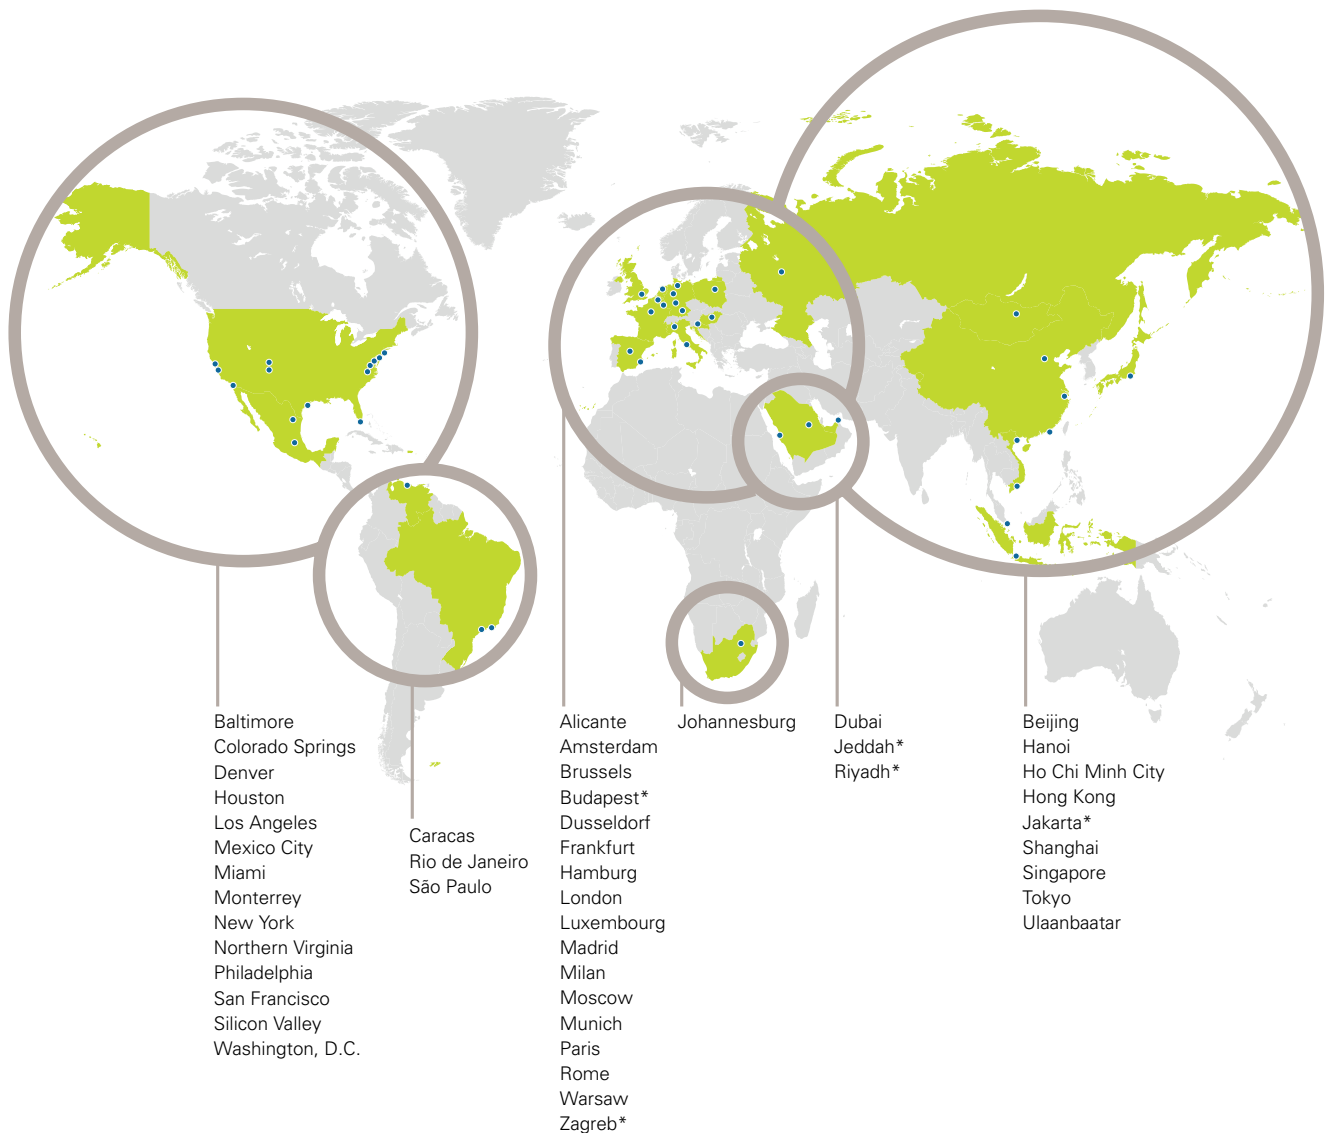 Baltimore
Colorado Springs
Denver
Houston
Los Angeles
Mexico City
Miami
Monterrey
New York
Northern Virginia
Philadelphia
San Francisco
Silicon Valley
Washington, D.C.
Caracas
Rio de Janeiro
São Paulo
Alicante
Amsterdam
Brussels
Budapest*
Dusseldorf
Frankfurt
Hamburg
London
Luxembourg
Madrid
Milan
Moscow
Munich
Paris
Rome
Warsaw
Zagreb*
Johannesburg
Dubai
Jeddah*
Riyadh*
Beijing
Hanoi
Ho Chi Minh City
Hong Kong
Jakarta*
Shanghai
Singapore
Tokyo
Ulaanbaatar